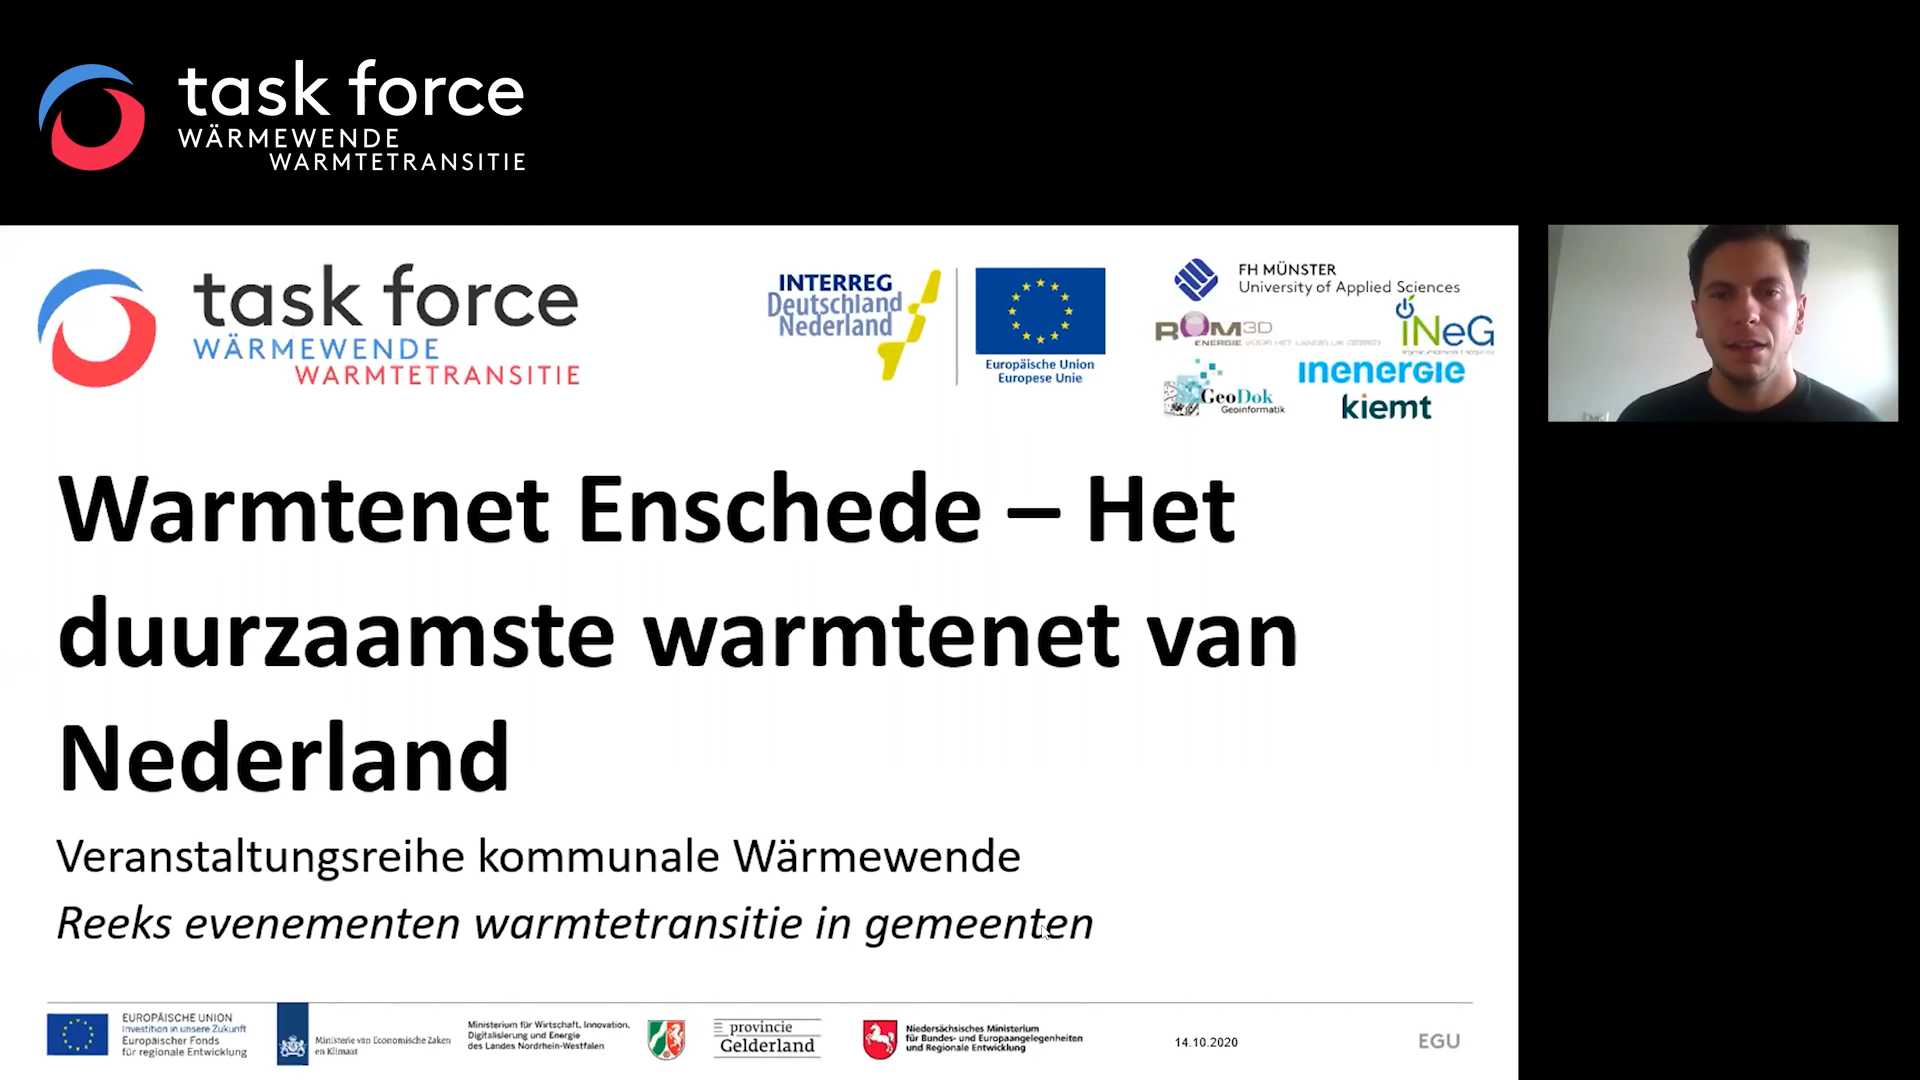 task force
WÄRMEWENDE
WARMTETRANSITIE
task force
WÄRMEWENDE
WARMTETRANSITIE
INTERREG
Deutschland
Nederland
Europäische Union
Europese Unie
FH MÜNSTER
University of Applied Sciences
ROM3D
iNeG
inenergie
GeoDok
Geoinformatik
kiemt
Warmtenet Enschede – Het
duurzaamste warmtenet van
Nederland
Veranstaltungsreihe kommunale Wärmewende
Reeks evenementen warmtetransitie in gemeenten
EUROPÄISCHE UNION
Investition in unsere Zukunft
Europäischer Fonds
für regionale Entwicklung
Ministerie van Economische Zaken
en Klimaat
Ministerium für Wirtschaft, Innovation,
Digitalisierung und Energie
des Landes Nordrhein-Westfalen
provincie
Gelderland
Niedersächsisches Ministerium
für Bundes- und Europaangelegenheiten
und Regionale Entwicklung
14.10.2020
EGU